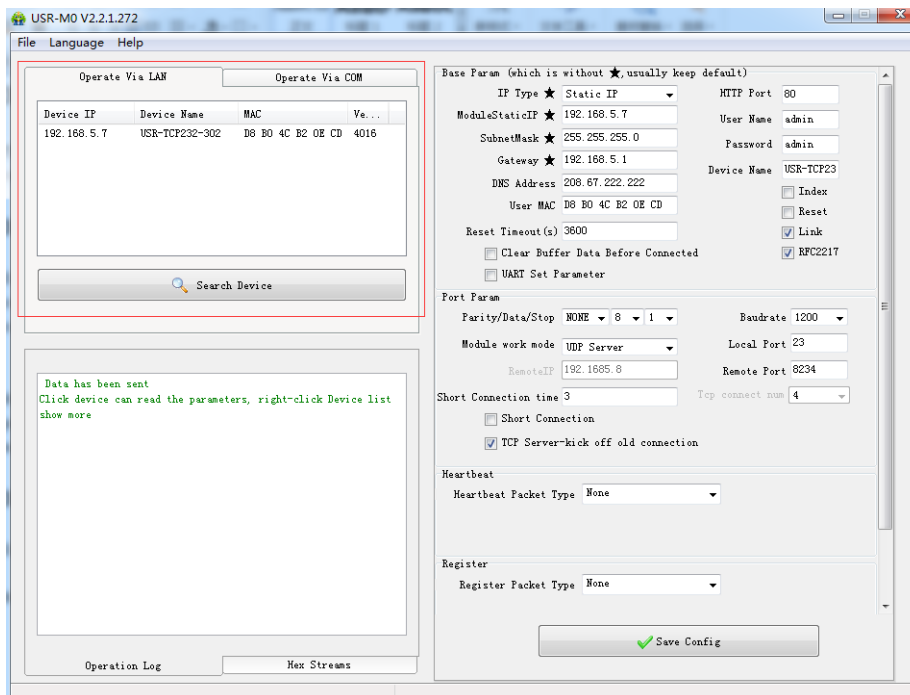 USR-M0 V2.2.1.272
File Language Help
Operate Via LAN
Operate Via COM
Device IP Device Name MAC Ve...
192.168.5.7 USR-TCP232-302 D8 B0 4C B2 0E CD 4016
Search Device
Data has been sent
Click device can read the parameters, right-click Device list
show more
Operation Log
Hex Streams
Base Param (which is without ★,usually keep default)
IP Type ★ Static IP
HTTP Port 80
ModuleStaticIP ★ 192.168.5.7
User Name admin
SubnetMask ★ 255.255.255.0
Password admin
Gateway ★ 192.168.5.1
Device Name USR-TCP23
DNS Address 208.67.222.222
Index
User MAC D8 B0 4C B2 0E CD
Reset
Reset Timeout(s) 3600
Link
Clear Buffer Data Before Connected
RFC2217
UART Set Parameter
Port Param
Parity/Data/Stop NONE 8 1
Baudrate 1200
Module work mode UDP Server
Local Port 23
RemoteIP 192.1685.8
Remote Port 8234
Short Connection time 3
Tcp connect num 4
Short Connection
TCP Server-kick off old connection
Heartbeat
Heartbeat Packet Type None
Register
Register Packet Type None
Save Config